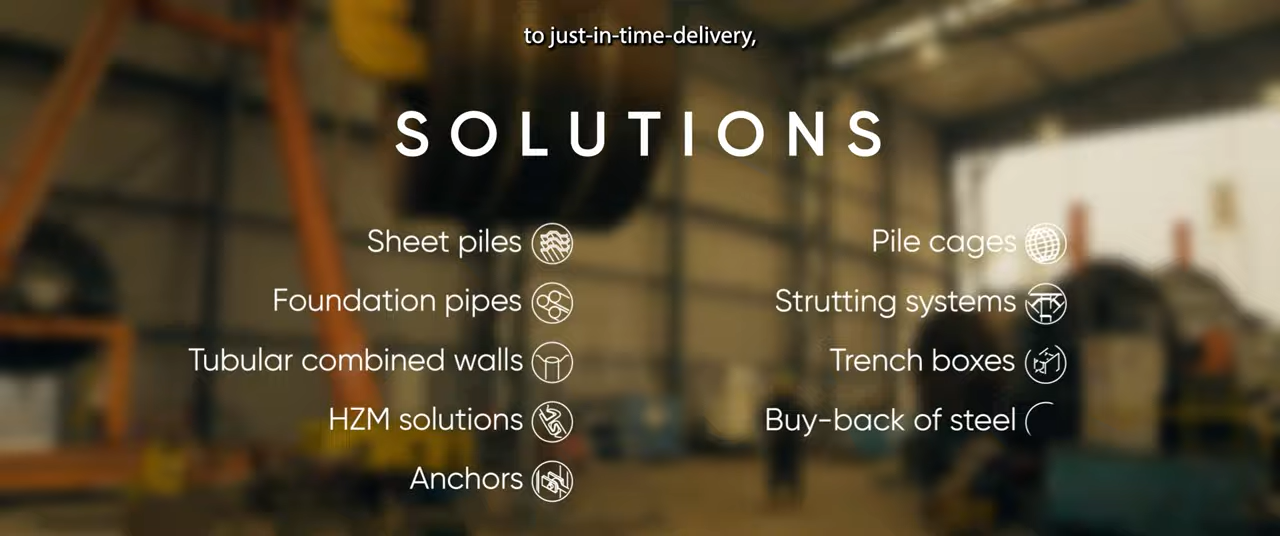 to just-in-time-delivery,
SOLUTIONS
Sheet piles
Foundation pipes
Tubular combined walls
HZM solutions
Anchors
Pile cages
Strutting systems
Trench boxes
Buy-back of steel